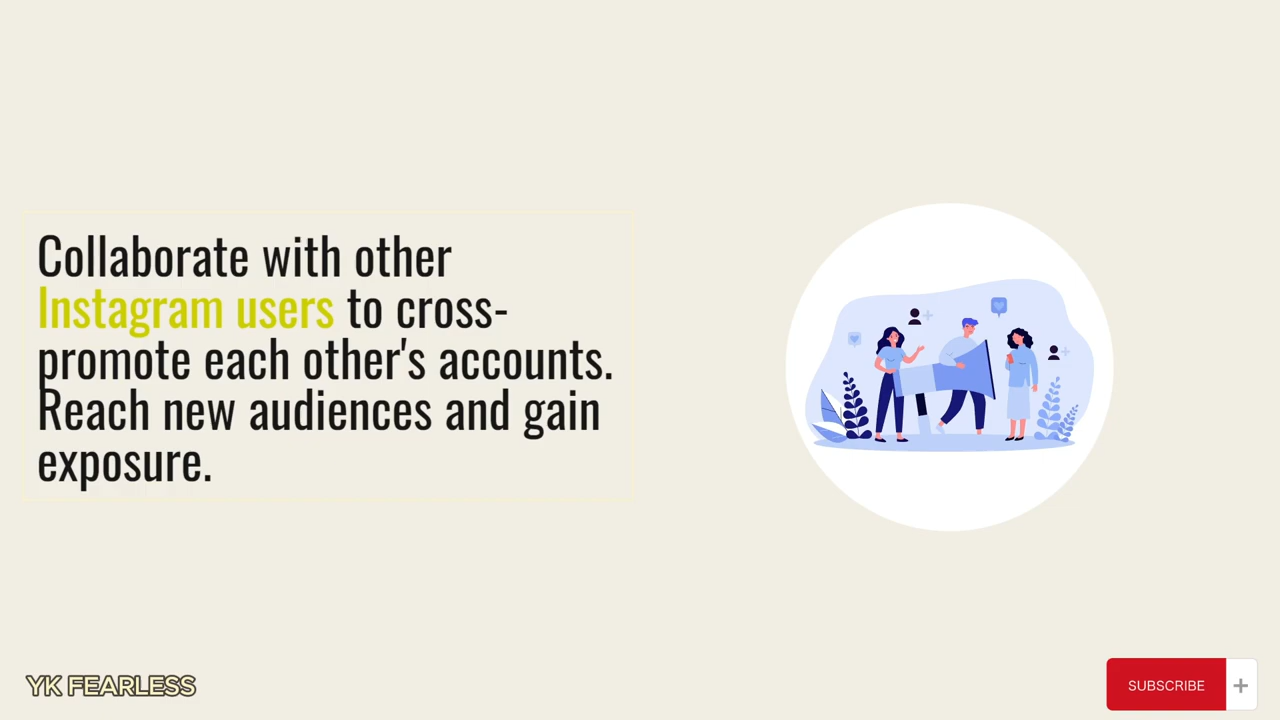 Collaborate with other
Instagram users to cross-
promote each other's accounts.
Reach new audiences and gain
exposure.
YK FEARLESS
SUBSCRIBE